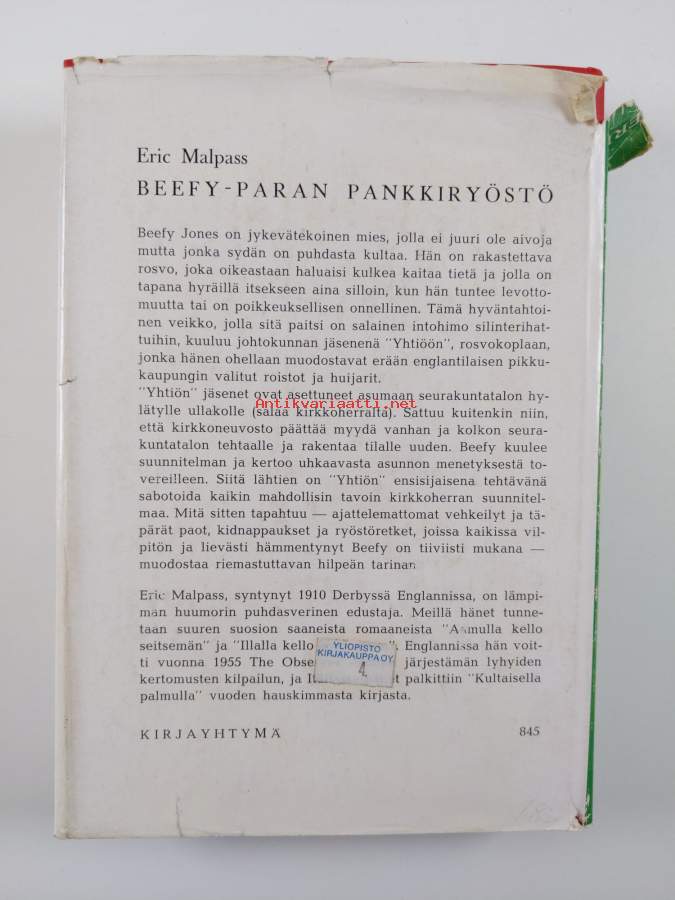 Eric Malpass
BEEFY-PARAN PANKKIRYÖSTÖ
Beefy Jones on jykevätekoinen mies, jolla ei juuri ole aivoja
mutta jonka sydän on puhdasta kultaa. Hän on rakastettava
rosvo, joka oikeastaan haluaisi kulkea kaitaa tietä ja jolla on
tapana hyräillä itsekseen aina silloin, kun hän tuntee levotto-
muutta tai on poikkeuksellisen onnellinen. Tämä hyväntahtoi-
nen veikko, jolla sitä paitsi on salainen intohimo silinterihat-
tuihin, kuuluu johtokunnan jäsenenä "Yhtiöön", rosvokoplaan,
jonka hänen ohellaan muodostavat erään englantilaisen pikku-
kaupungin valitut roistot ja huijarit.
"Yhtiön" jäsenet ovat asettuneet asumaan seurakuntatalon hy-
Antikvariaatti.net
lätylle ullakolle (salaa kirkkoherralta). Sattuu kuitenkin niin,
että kirkkoneuvosto päättää myydä vanhan ja kolkon seura-
kuntatalon tehtaalle ja rakentaa tilalle uuden. Beefy kuulee
suunnitelman ja kertoo uhkaavasta asunnon menetyksestä to-
vereilleen. Siitä lähtien on "Yhtiön" ensisijaisena tehtävänä
sabotoida kaikin mahdollisin tavoin kirkkoherran suunnitel-
maa. Mitä sitten tapahtuu — ajattelemattomat vehkeilyt ja tä-
pärät paot, kidnappaukset ja ryöstöretket, joissa kaikissa vil-
pitön ja lievästi hämmentynyt Beefy on tiiviisti mukana —
muodostaa riemastuttavan hilpeän tarinan
Eric Malpass, syntynyt 1910 Derbyssä Englannissa, on lämpi-
män huumorin puhdasverinen edustaja. Meillä hänet tunne-
taan suuren suosion saaneista romaaneista "Aamulla kello
seitsemän" ja "Illalla kello Englannissa hän voit-
ti vuonna 1955 The järjestämän lyhyiden
kertomusten kilpailun, ja palkittiin "Kultaisella
palmulla" vuoden hauskimmasta kirjasta.
YLIOPISTO
KIRJAKAUPPA OY
4.
KIRJAYHTYMÄ
845